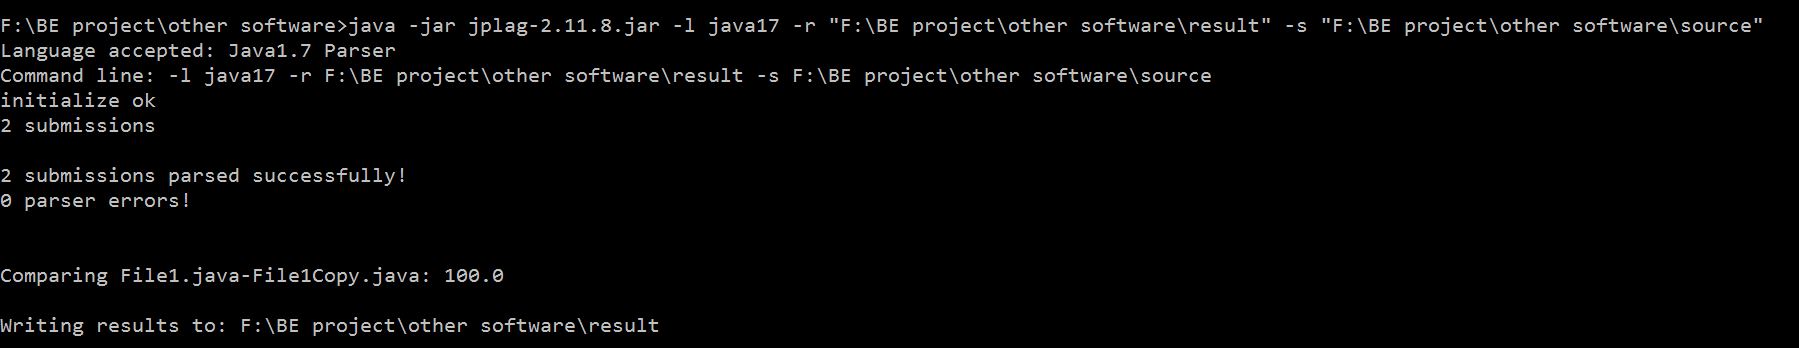 F:\BE project\other software>java -jar jplag-2.11.8.jar -l java17 -r "F:\BE project\other software\result" -s "F:\BE project\other software\source"
Language accepted: Java1.7 Parser
Command line: -l java17 -r F:\BE project\other software\result -s F:\BE project\other software\source
initialize ok
2 submissions
2 submissions parsed successfully!
0 parser errors!
Comparing File1.java-File1Copy.java: 100.0
Writing results to: F:\BE project\other software\result